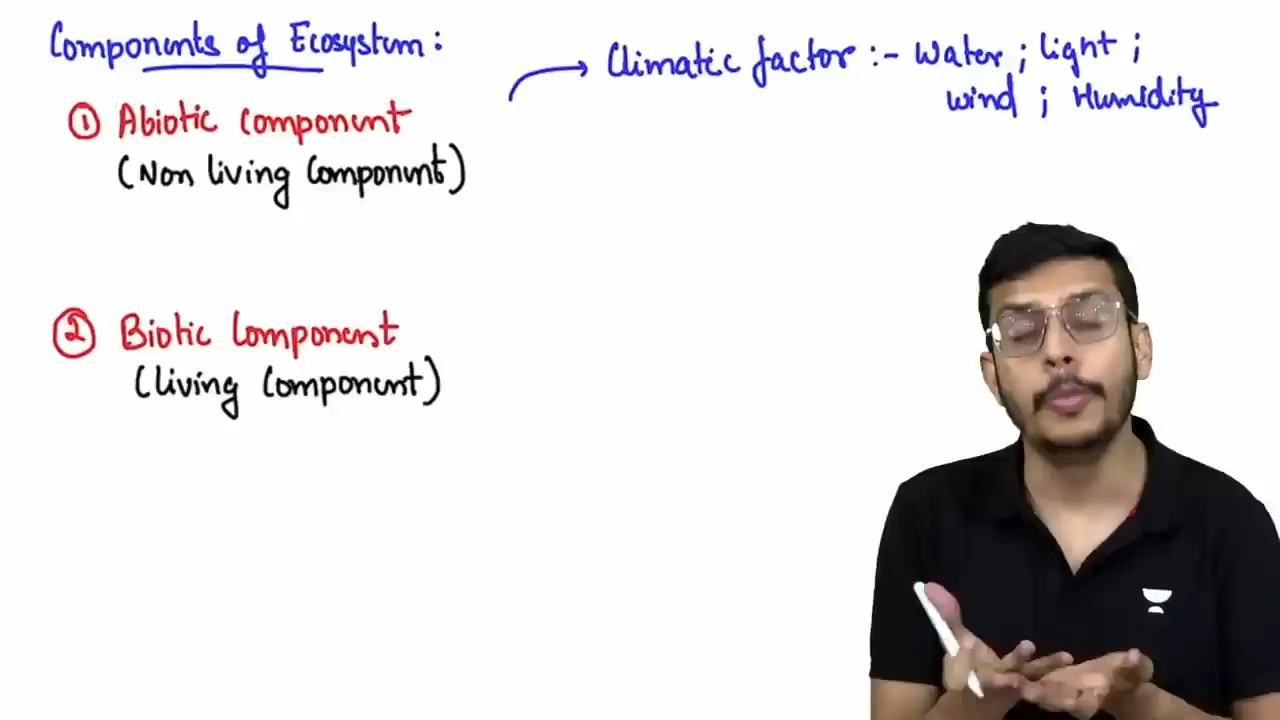 Components of Ecosystem:
① Abiotic component
(Non living component)
Climatic factor :- Water ; light ;
wind ; Humidity
② Biotic component
(living component)